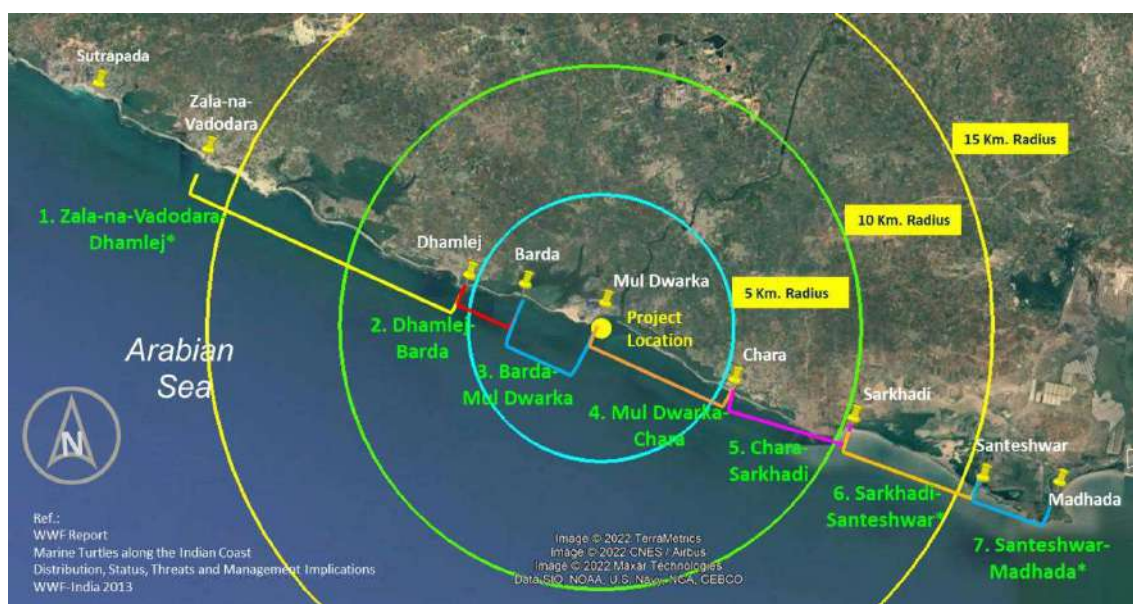 Sutrapada
Zala-na-
Vadodara
15 Km. Radius
1. Zala-na-Vadodara-
Dhamlej*
10 Km. Radius
Dhamlej
Barda
Mul Dwarka
5 Km. Radius
Project
Location
2. Dhamlej-
Barda
Arabian
Sea
3. Barda-
Mul Dwarka
Chara
4. Mul Dwarka-
Chara
Sarkhadi
5. Chara-
Sarkhadi
Santeshwar
6. Sarkhadi-
Santeshwar*
Madhada
7. Santeshwar-
Madhada*
N
Ref.:
WWF Report
Marine Turtles along the Indian Coast
Distribution, Status, Threats and Management Implications
WWF-India 2013
Image © 2022 TerraMetrics
Image © 2022 CNES / Airbus
Image © 2022 Maxar Technologies
Data SIO, NOAA, U.S. Navy, NGA, GEBCO